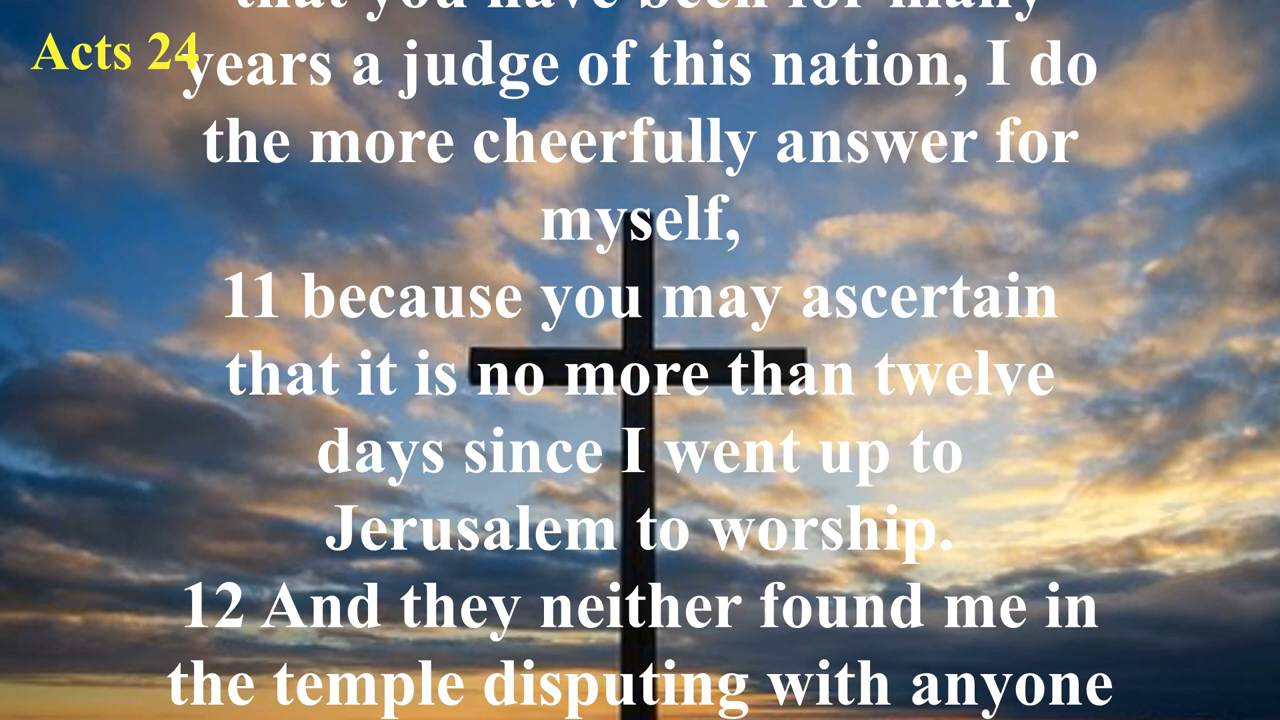 that you have been for many
Acts 24
years a judge of this nation, I do
the more cheerfully answer for
myself,
11 because you may ascertain
that it is no more than twelve
days since I went up to
Jerusalem to worship.
12 And they neither found me in
the temple disputing with anyone